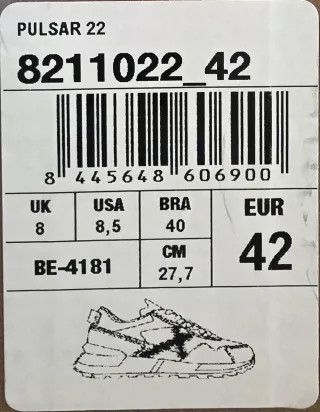 PULSAR 22
8211022_42
8 445648 606900
UK USA BRA EUR
8 8,5 40 42
BE-4181 CM
27,7